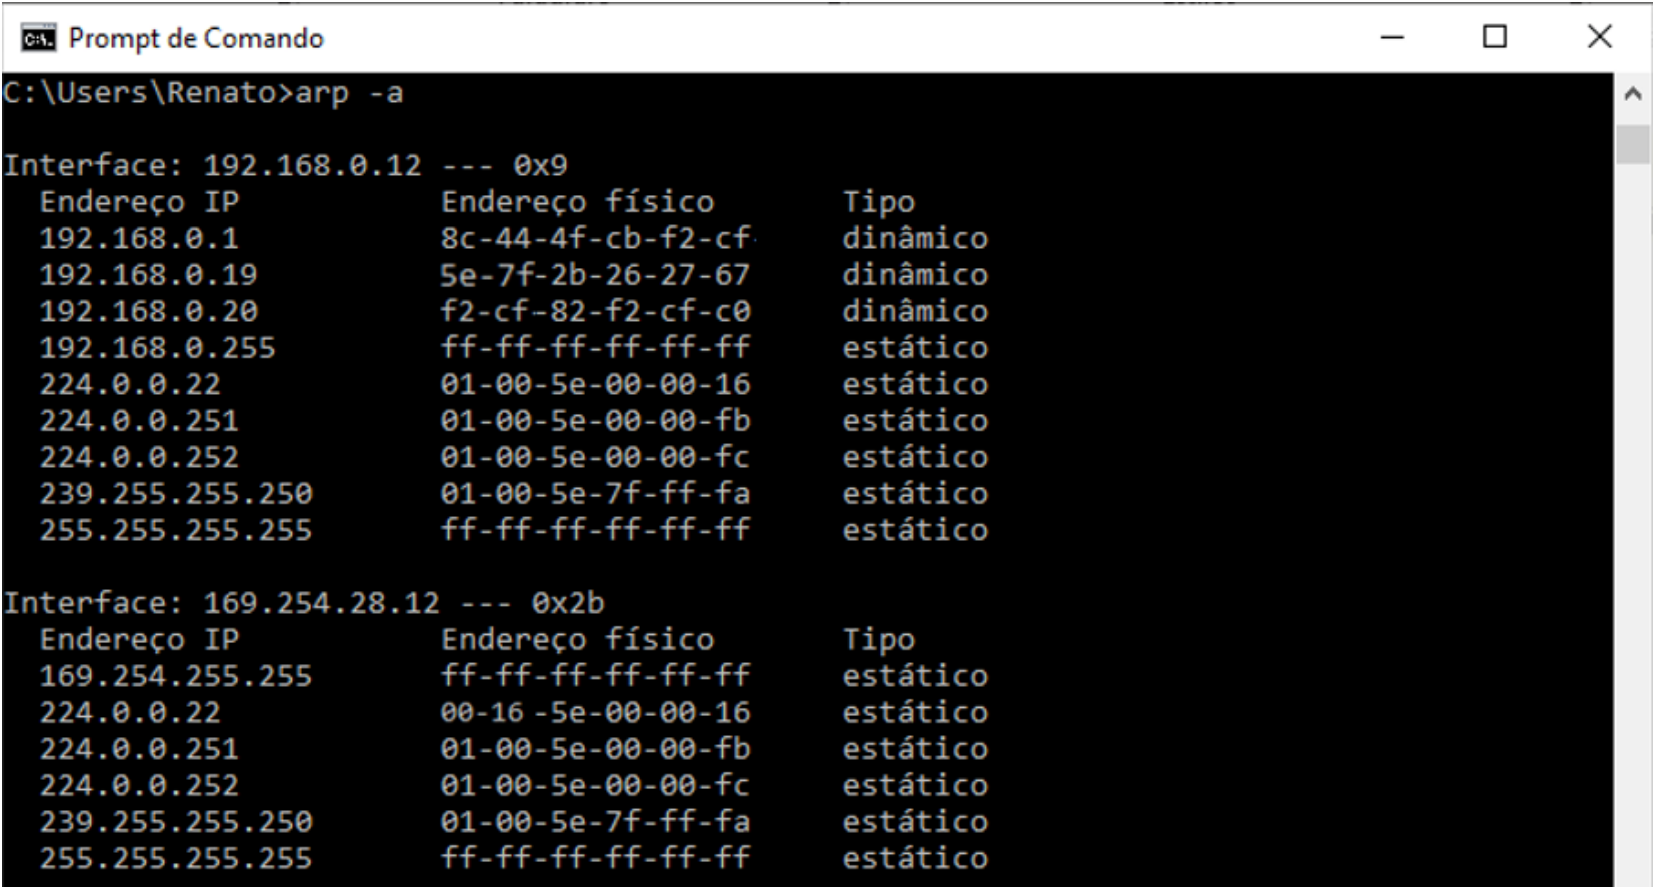 Prompt de Comando
C:\Users\Renato>arp -a
Interface: 192.168.0.12 --- 0x9
Endereço IP Endereço físico Tipo
192.168.0.1 8c-44-4f-cb-f2-cf- dinâmico
192.168.0.19 5e-7f-2b-26-27-67 dinâmico
192.168.0.20 f2-cf-82-f2-cf-c0 dinâmico
192.168.0.255 ff-ff-ff-ff-ff-ff estático
224.0.0.22 01-00-5e-00-00-16 estático
224.0.0.251 01-00-5e-00-00-fb estático
224.0.0.252 01-00-5e-00-00-fc estático
239.255.255.250 01-00-5e-7f-ff-fa estático
255.255.255.255 ff-ff-ff-ff-ff-ff estático
Interface: 169.254.28.12 --- 0x2b
Endereço IP Endereço físico Tipo
169.254.255.255 ff-ff-ff-ff-ff-ff estático
224.0.0.22 00-16 -5e-00-00-16 estático
224.0.0.251 01-00-5e-00-00-fb estático
224.0.0.252 01-00-5e-00-00-fc estático
239.255.255.250 01-00-5e-7f-ff-fa estático
255.255.255.255 ff-ff-ff-ff-ff-ff estático